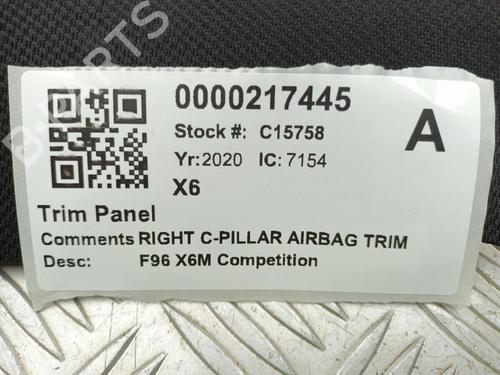 B-PARTS
0000217445
Stock #: C15758
A
Yr:2020 IC:7154
X6
Trim Panel
Comments RIGHT C-PILLAR AIRBAG TRIM
Desc: F96 X6M Competition